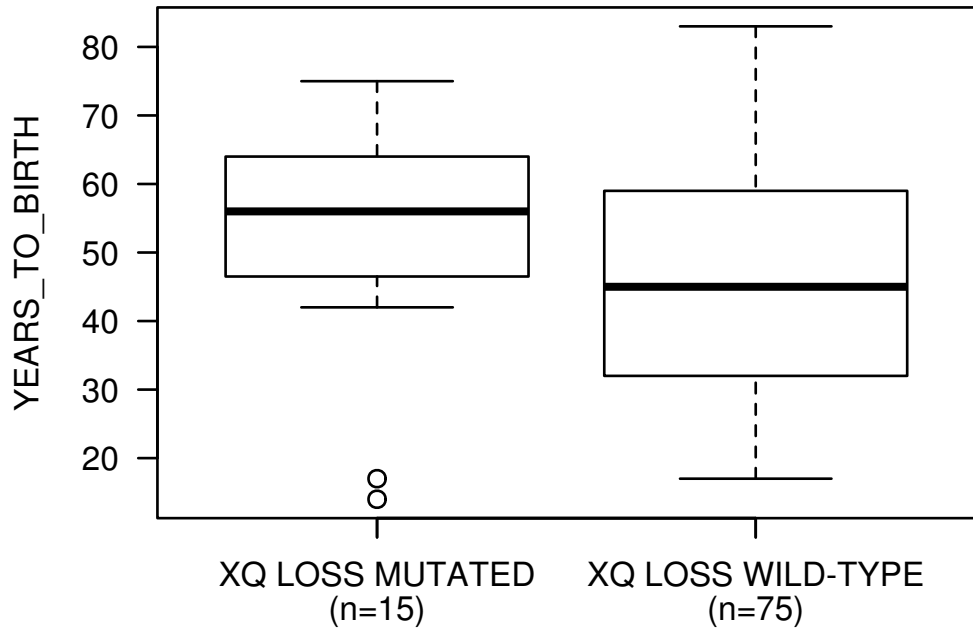 YEARS_TO_BIRTH
80
70
60
50
40
30
20
XQ LOSS MUTATED
(n=15)
XQ LOSS WILD-TYPE
(n=75)